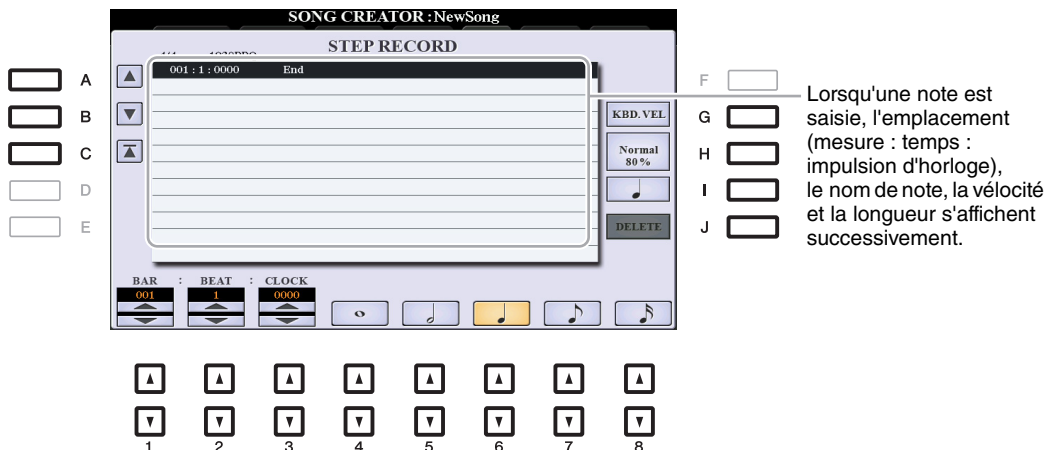 SONG CREATOR : NewSong
STEP RECORD
001 : 1 : 0000 End
A
B
C
D
E
F
G
H
I
J
KBD. VEL
Normal
80%
DELETE
Lorsqu'une note est
saisie, l'emplacement
(mesure : temps :
impulsion d'horloge),
le nom de note, la vélocité
et la longueur s'affichent
successivement.
BAR : BEAT : CLOCK
001 1 0000
1 2 3 4 5 6 7 8